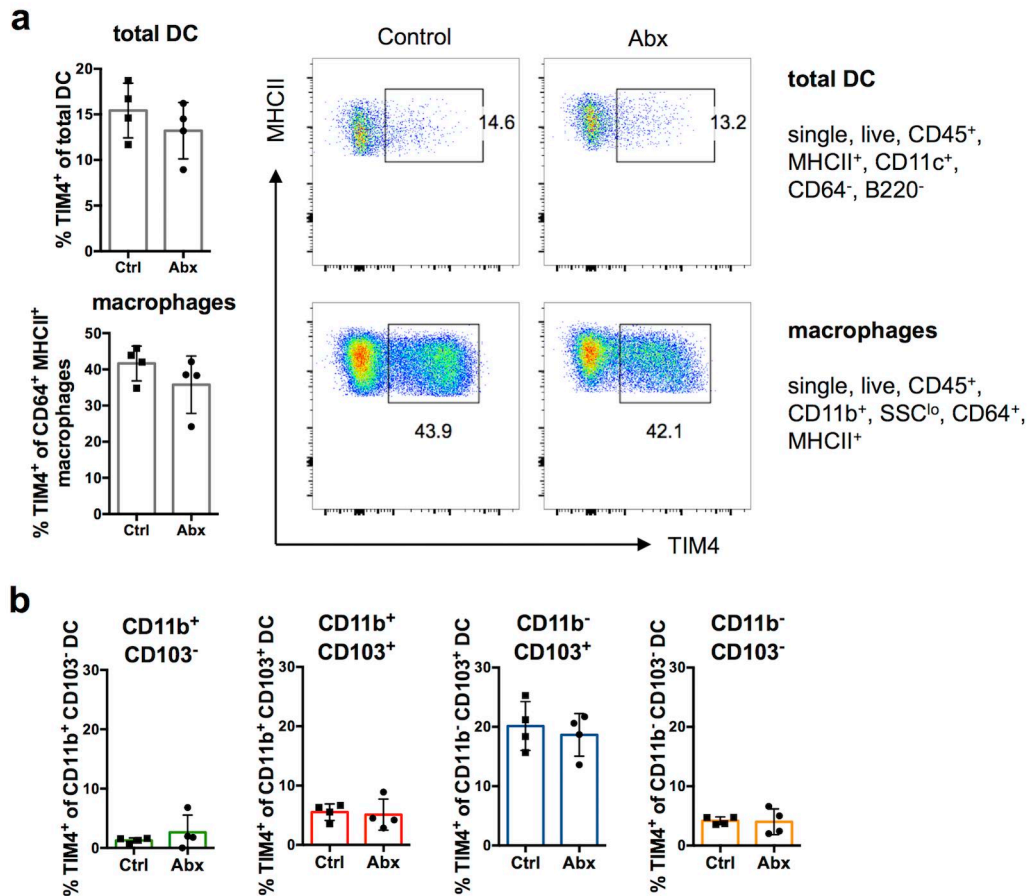 a
total DC
% TIM4⁺ of total DC
20
15
10
5
0
Ctrl
Abx
macrophages
% TIM4⁺ of CD64⁺ MHCII⁺
macrophages
50
40
30
20
10
0
Ctrl
Abx
Control
Abx
MHCII
14.6
13.2
43.9
42.1
TIM4
total DC
single, live, CD45⁺,
MHCII⁺, CD11c⁺,
CD64⁻, B220⁻
macrophages
single, live, CD45⁺,
CD11b⁺, SSCˡᵒ, CD64⁺,
MHCII⁺
b
CD11b⁺
CD103⁻
% TIM4⁺ of CD11b⁺ CD103⁻ DC
30
20
10
0
Ctrl
Abx
CD11b⁺
CD103⁺
% TIM4⁺ of CD11b⁺ CD103⁺ DC
30
20
10
0
Ctrl
Abx
CD11b⁻
CD103⁺
% TIM4⁺ of CD11b⁻ CD103⁺ DC
30
20
10
0
Ctrl
Abx
CD11b⁻
CD103⁻
% TIM4⁺ of CD11b⁻ CD103⁻ DC
30
20
10
0
Ctrl
Abx